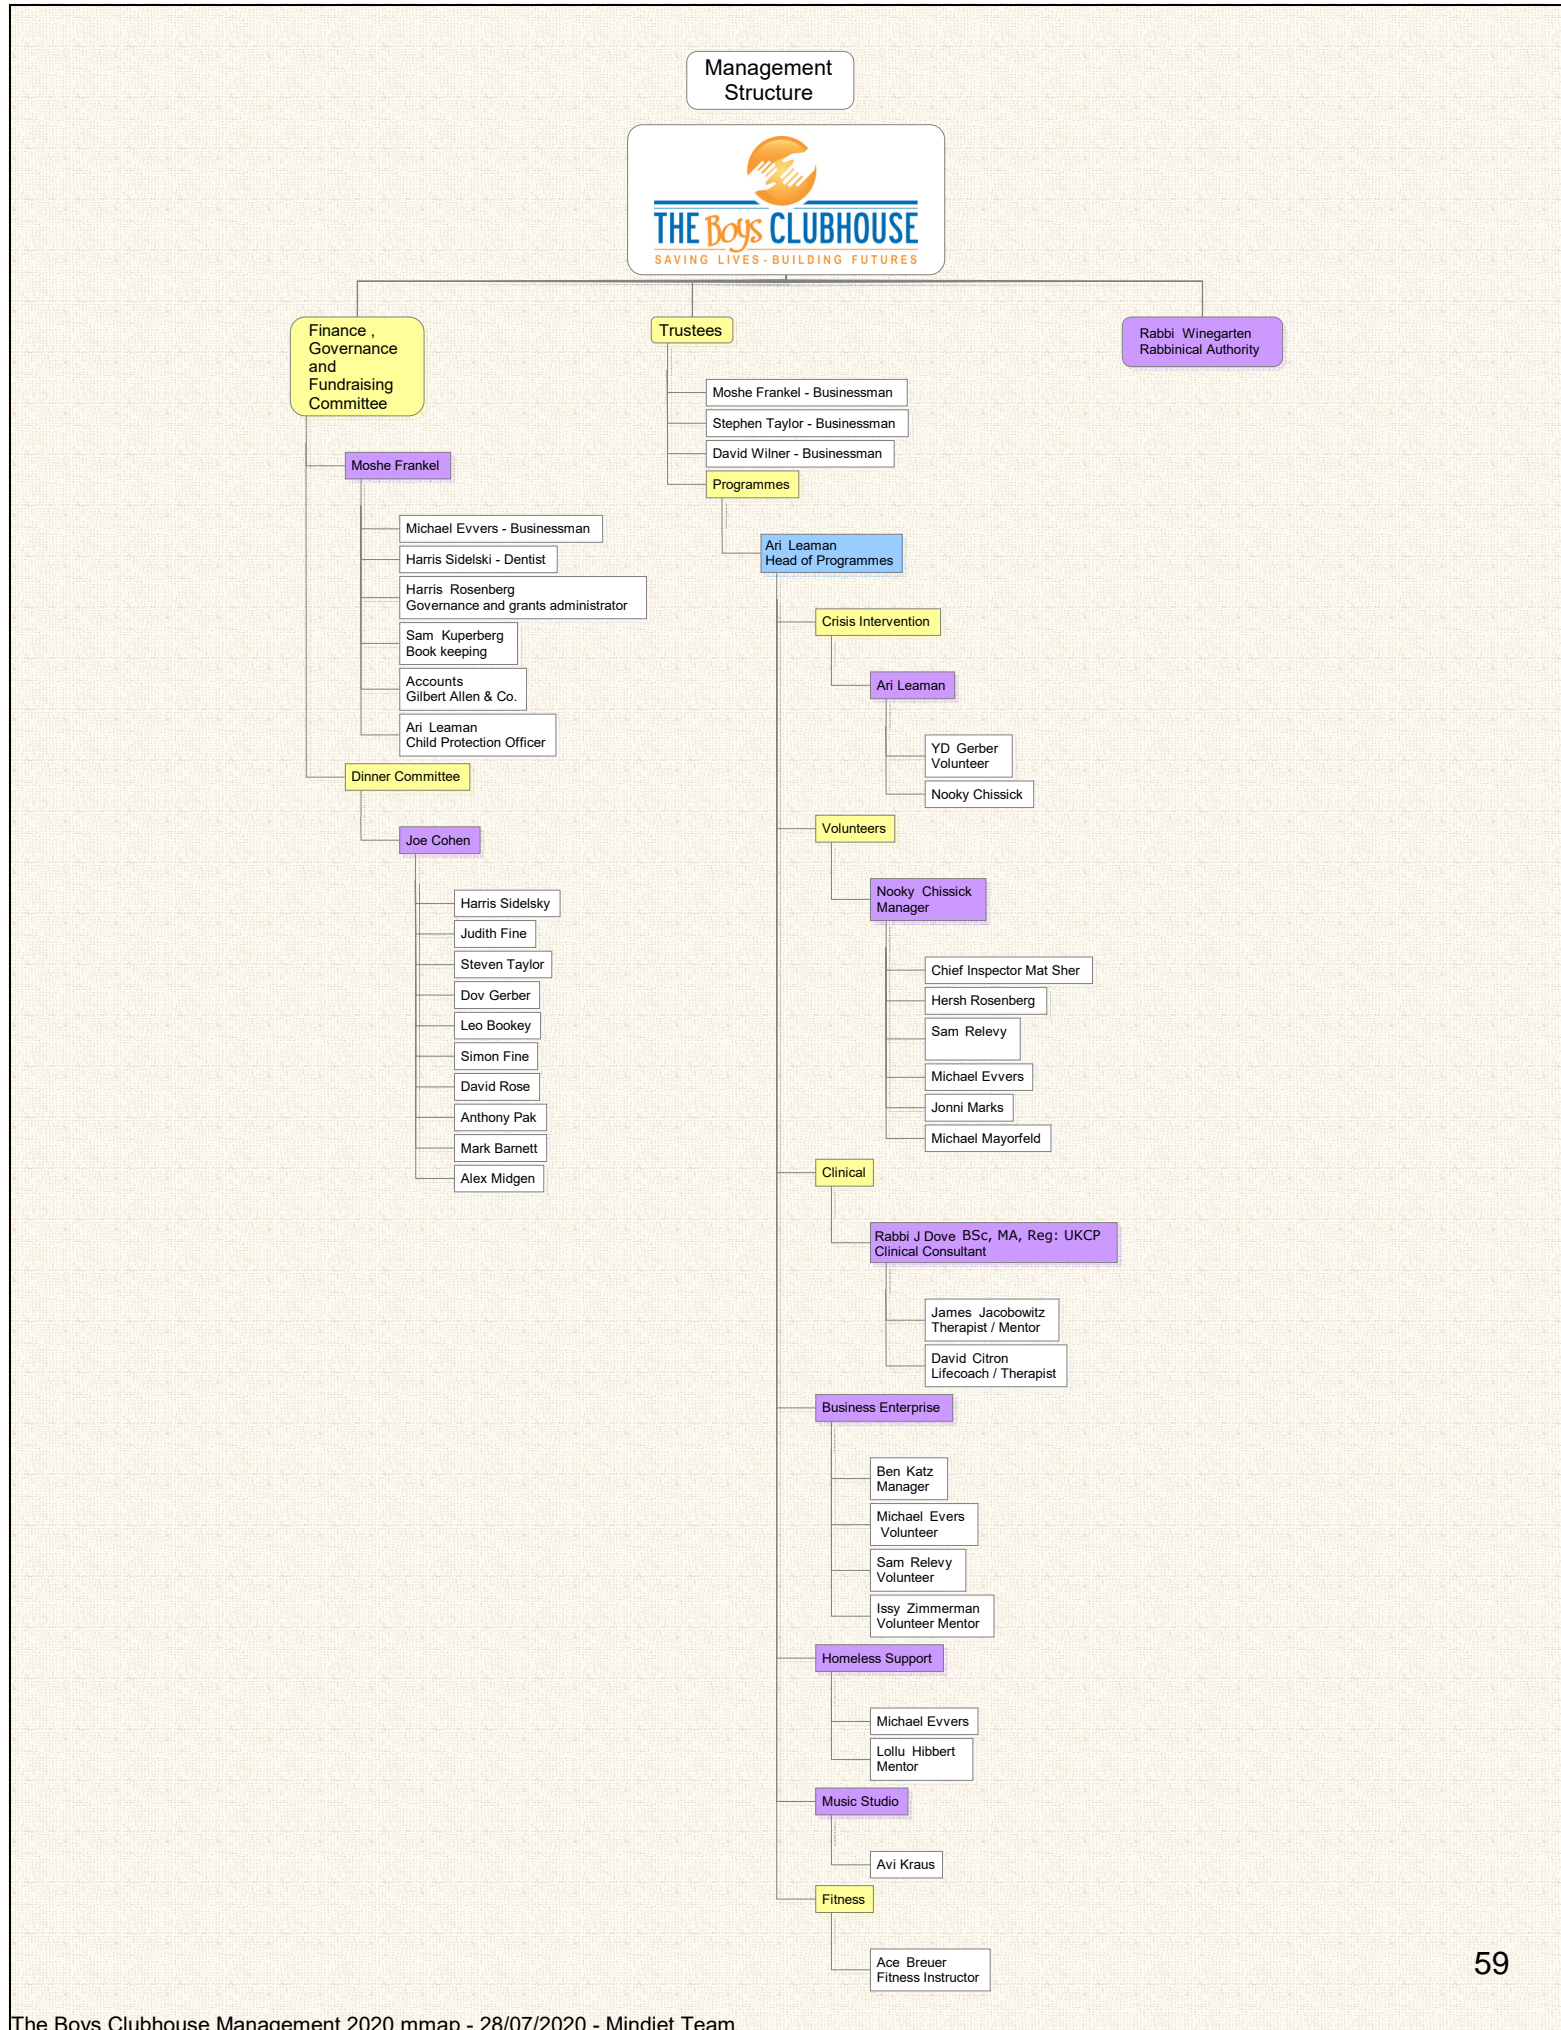 Management
Structure
THE Boys CLUBHOUSE
SAVING LIVES - BUILDING FUTURES
Finance ,
Governance
and
Fundraising
Committee
Moshe Frankel
Michael Evvers - Businessman
Harris Sidelski - Dentist
Harris Rosenberg
Governance and grants administrator
Sam Kuperberg
Book keeping
Accounts
Gilbert Allen & Co.
Ari Leaman
Child Protection Officer
Dinner Committee
Joe Cohen
Harris Sidelsky
Judith Fine
Steven Taylor
Dov Gerber
Leo Bookey
Simon Fine
David Rose
Anthony Pak
Mark Barnett
Alex Midgen
Trustees
Moshe Frankel - Businessman
Stephen Taylor - Businessman
David Wilner - Businessman
Programmes
Ari Leaman
Head of Programmes
Crisis Intervention
Ari Leaman
YD Gerber
Volunteer
Nooky Chissick
Volunteers
Nooky Chissick
Manager
Chief Inspector Mat Sher
Hersh Rosenberg
Sam Relevy
Michael Evvers
Jonni Marks
Michael Mayorfeld
Clinical
Rabbi J Dove BSc, MA, Reg: UKCP
Clinical Consultant
James Jacobowitz
Therapist / Mentor
David Citron
Lifecoach / Therapist
Business Enterprise
Ben Katz
Manager
Michael Evers
Volunteer
Sam Relevy
Volunteer
Issy Zimmerman
Volunteer Mentor
Homeless Support
Michael Evvers
Lollu Hibbert
Mentor
Music Studio
Avi Kraus
Fitness
Ace Breuer
Fitness Instructor
Rabbi Winegarten
Rabbinical Authority
59
The Boys Clubhouse Management 2020.mmap - 28/07/2020 - Mindjet Team